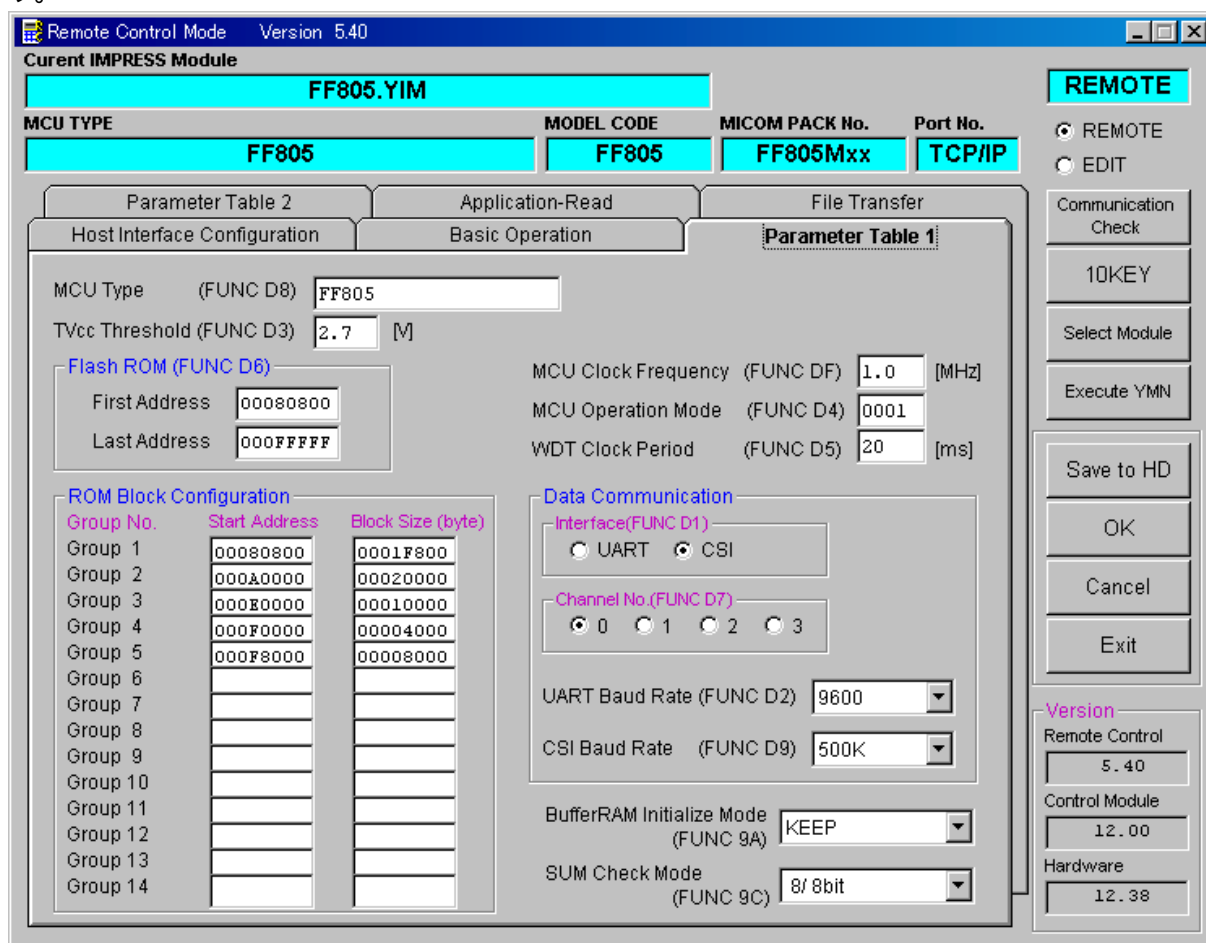 す。
Remote Control Mode Version 5.40
Curent IMPRESS Module
FF805.YIM
REMOTE
MCU TYPE MODEL CODE MICOM PACK No. Port No.
FF805 FF805 FF805Mxx TCP/IP
REMOTE
EDIT
Parameter Table 2 Application-Read File Transfer
Host Interface Configuration Basic Operation Parameter Table 1
Communication
Check
10KEY
Select Module
Execute YMN
Save to HD
OK
Cancel
Exit
MCU Type (FUNC D8) FF805
TVcc Threshold (FUNC D3) 2.7 [V]
Flash ROM (FUNC D6)
First Address 00080800
Last Address 000FFFFF
MCU Clock Frequency (FUNC DF) 1.0 [MHz]
MCU Operation Mode (FUNC D4) 0001
WDT Clock Period (FUNC D5) 20 [ms]
ROM Block Configuration
Group No. Start Address Block Size (byte)
Group 1 00080800 0001F800
Group 2 000A0000 00020000
Group 3 000E0000 00010000
Group 4 000F0000 00004000
Group 5 000F8000 00008000
Group 6
Group 7
Group 8
Group 9
Group 10
Group 11
Group 12
Group 13
Group 14
Data Communication
Interface(FUNC D1)
UART CSI
Channel No.(FUNC D7)
0 1 2 3
UART Baud Rate (FUNC D2) 9600
CSI Baud Rate (FUNC D9) 500K
BufferRAM Initialize Mode
(FUNC 9A) KEEP
SUM Check Mode
(FUNC 9C) 8/ 8bit
Version
Remote Control
5.40
Control Module
12.00
Hardware
12.38